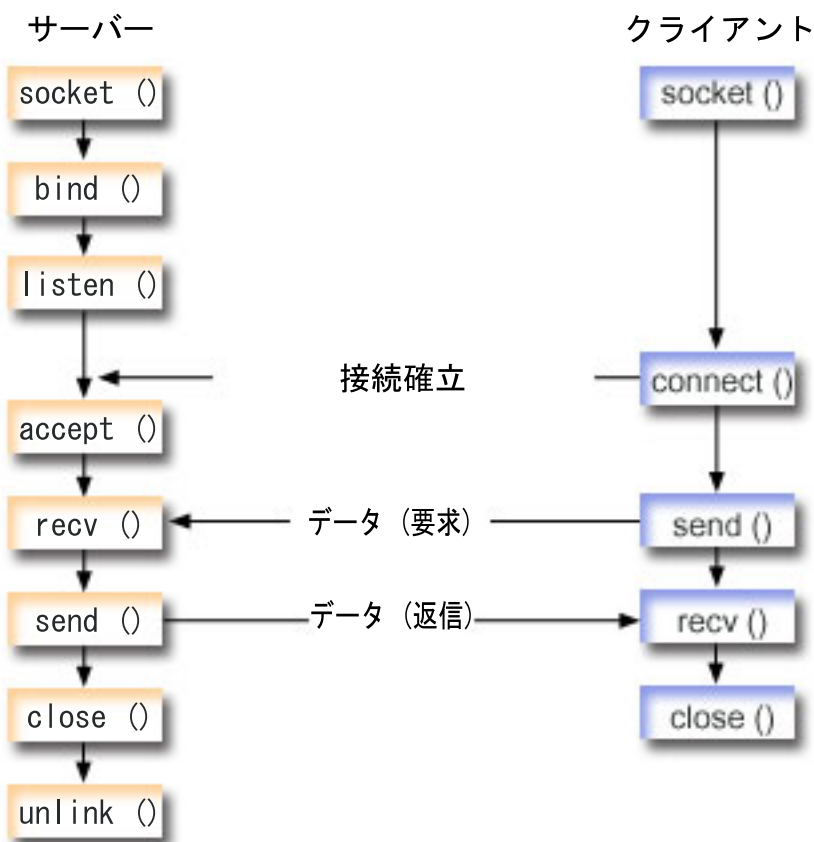 サーバー
クライアント
socket ()
socket ()
bind ()
listen ()
接続確立
connect ()
accept ()
recv ()
データ (要求)
send ()
send ()
データ (返信)
recv ()
close ()
close ()
unlink ()